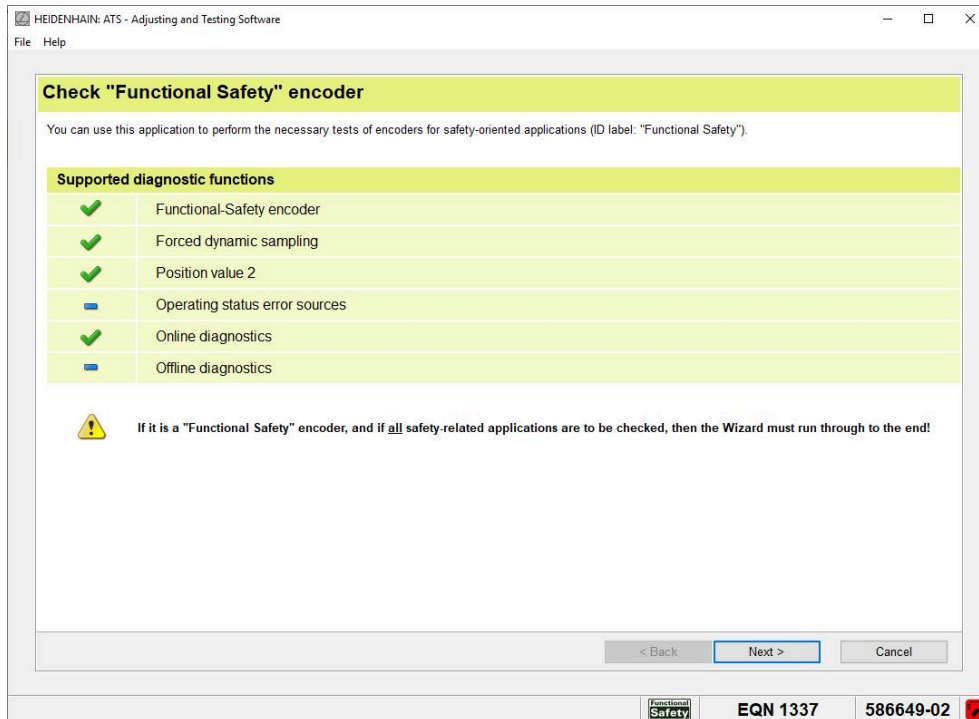 HEIDENHAIN: ATS - Adjusting and Testing Software
File Help
Check "Functional Safety" encoder
You can use this application to perform the necessary tests of encoders for safety-oriented applications (ID label: "Functional Safety").
Supported diagnostic functions
Functional-Safety encoder
Forced dynamic sampling
Position value 2
Operating status error sources
Online diagnostics
Offline diagnostics
If it is a "Functional Safety" encoder, and if all safety-related applications are to be checked, then the Wizard must run through to the end!
< Back Next > Cancel
Functional
Safety
EQN 1337 586649-02